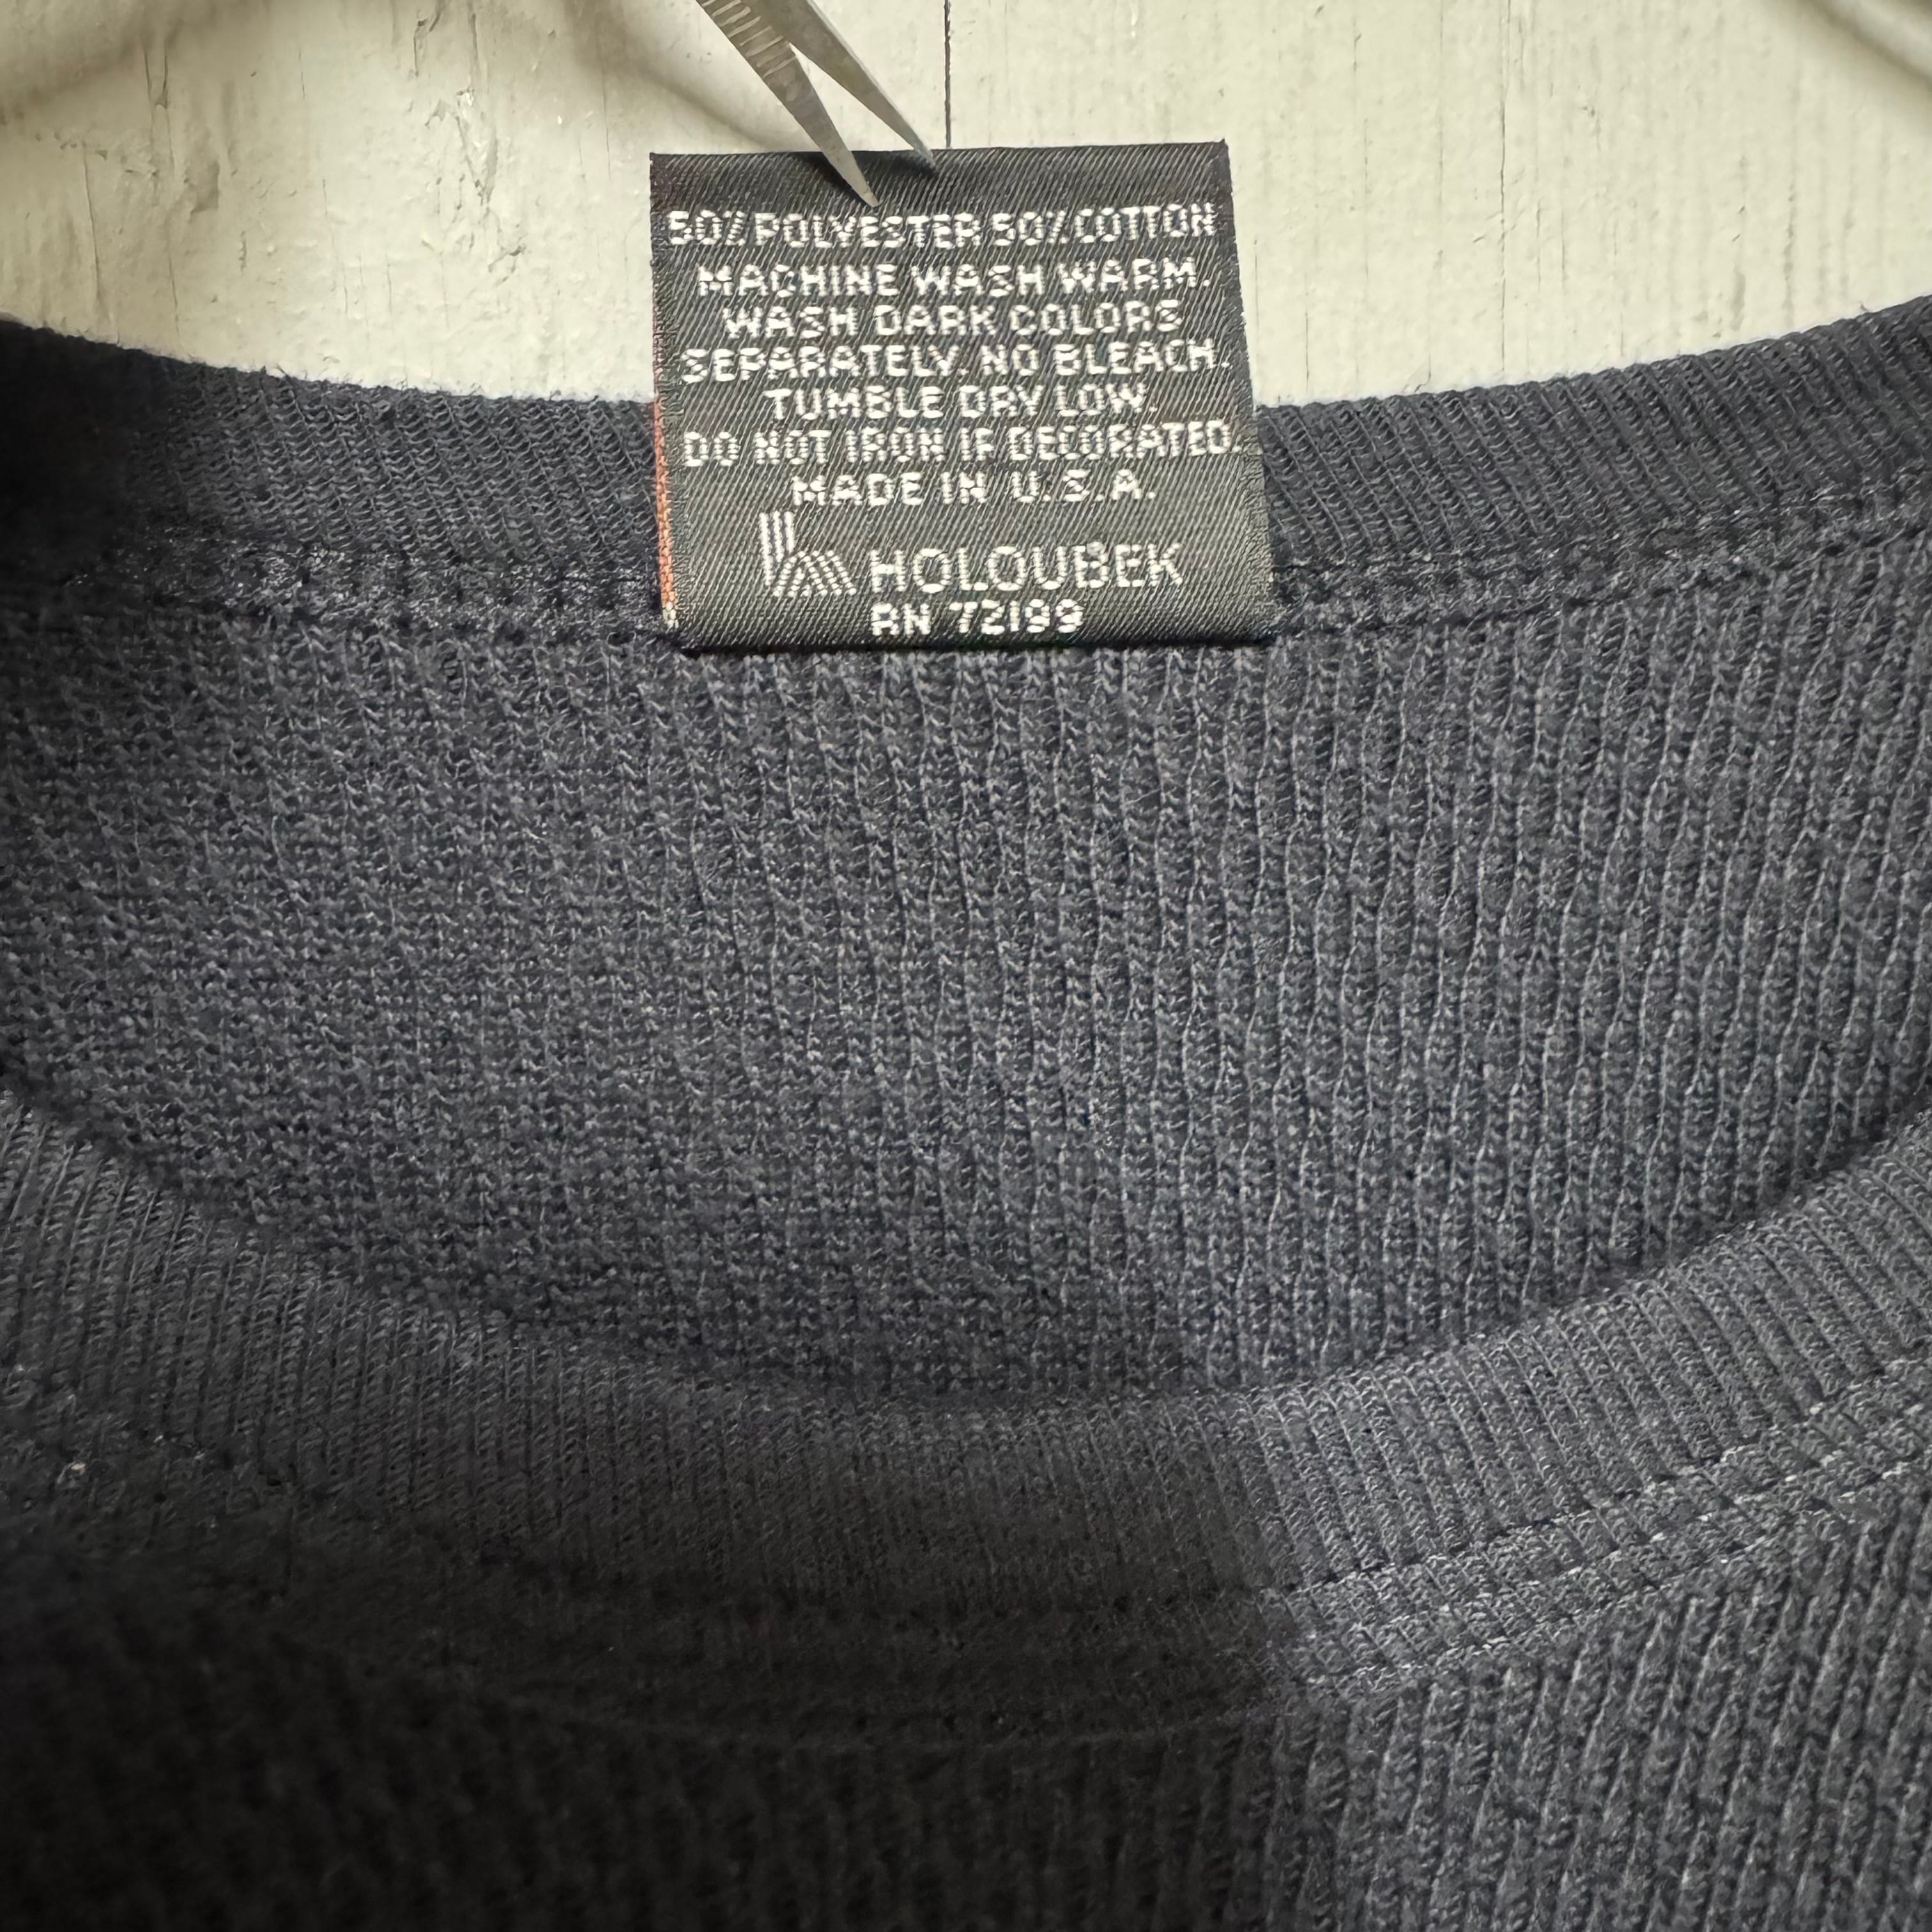 50% POLYESTER 50% COTTON
MACHINE WASH WARM.
WASH DARK COLORS
SEPARATELY. NO BLEACH.
TUMBLE DRY LOW.
DO NOT IRON IF DECORATED.
MADE IN U.S.A.
HOLOUBEK
RN 72199